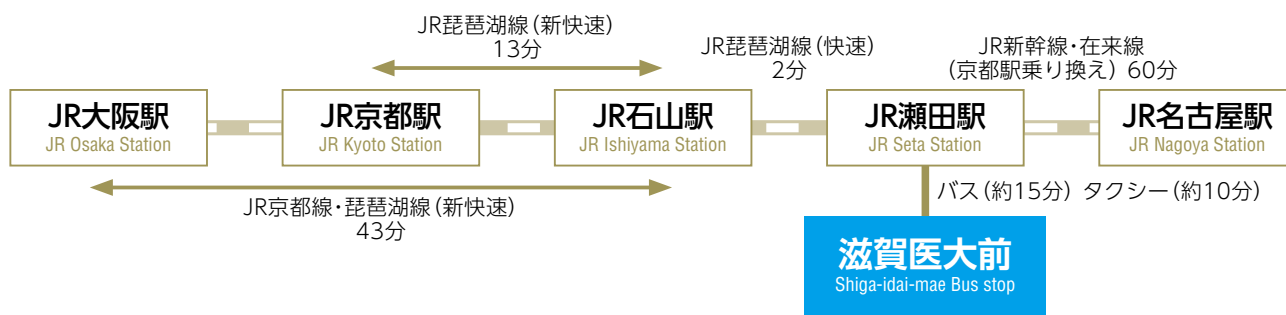 JR琵琶湖線(新快速)
13分
JR琵琶湖線(快速)
2分
JR新幹線・在来線
(京都駅乗り換え) 60分
JR大阪駅
JR Osaka Station
JR京都駅
JR Kyoto Station
JR石山駅
JR Ishiyama Station
JR瀬田駅
JR Seta Station
JR名古屋駅
JR Nagoya Station
JR京都線・琵琶湖線(新快速)
43分
バス(約15分) タクシー(約10分)
滋賀医大前
Shiga-idai-mae Bus stop